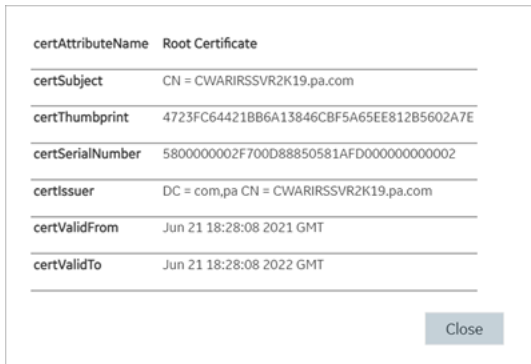 certAttributeName Root Certificate
certSubject CN = CWARIRSSVR2K19.pa.com
certThumbprint 4723FC64421BB6A13846CBF5A65EE812B5602A7E
certSerialNumber 5800000002F700D88850581AFD000000000002
certIssuer DC = com,pa CN = CWARIRSSVR2K19.pa.com
certValidFrom Jun 21 18:28:08 2021 GMT
certValidTo Jun 21 18:28:08 2022 GMT
Close